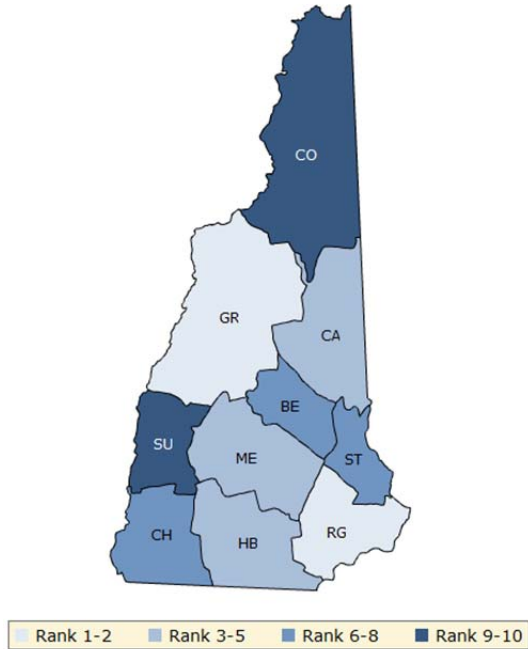 CO
GR
CA
BE
SU
ME
ST
CH
HB
RG
Rank 1-2 Rank 3-5 Rank 6-8 Rank 9-10